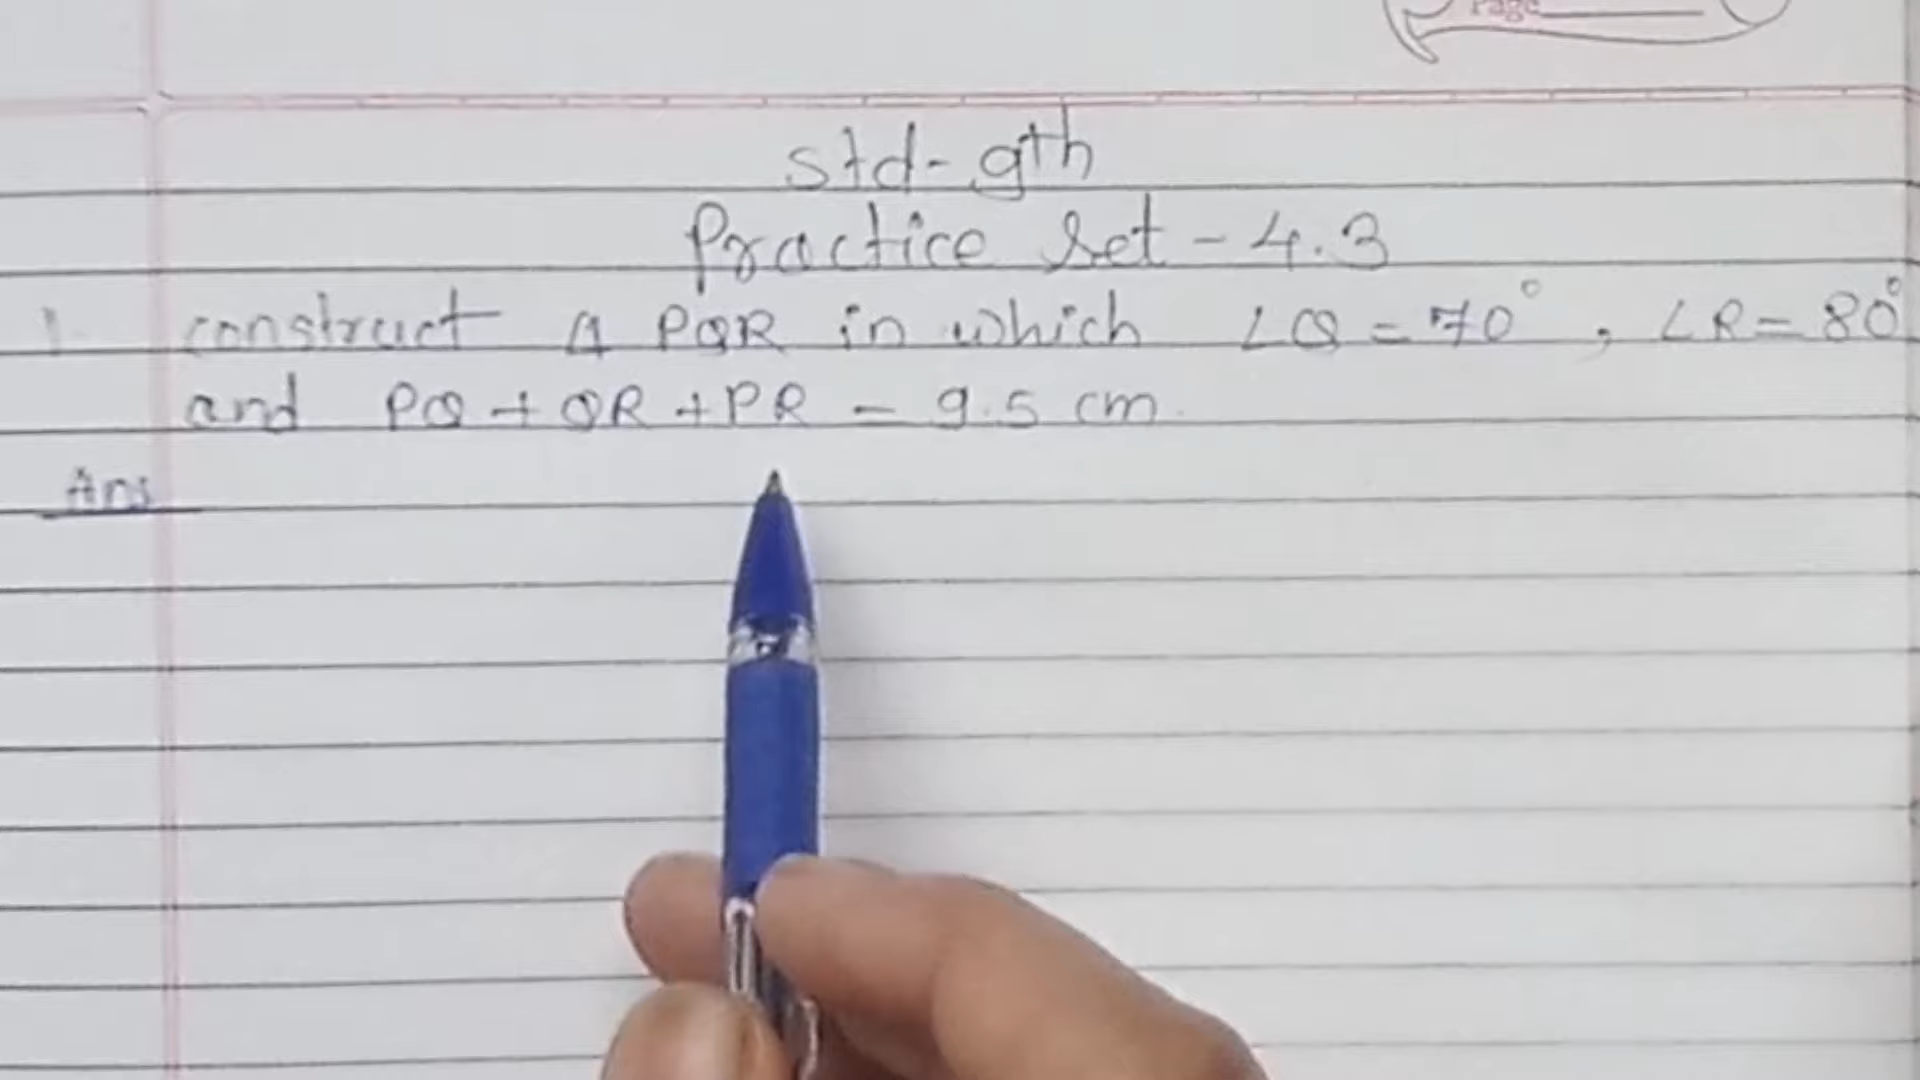 Page
std-9th
Practice set - 4.3
1. construct △ PQR in which ∠Q = 70°, ∠R = 80°
and PQ + QR + PR = 9.5 cm.
Ans